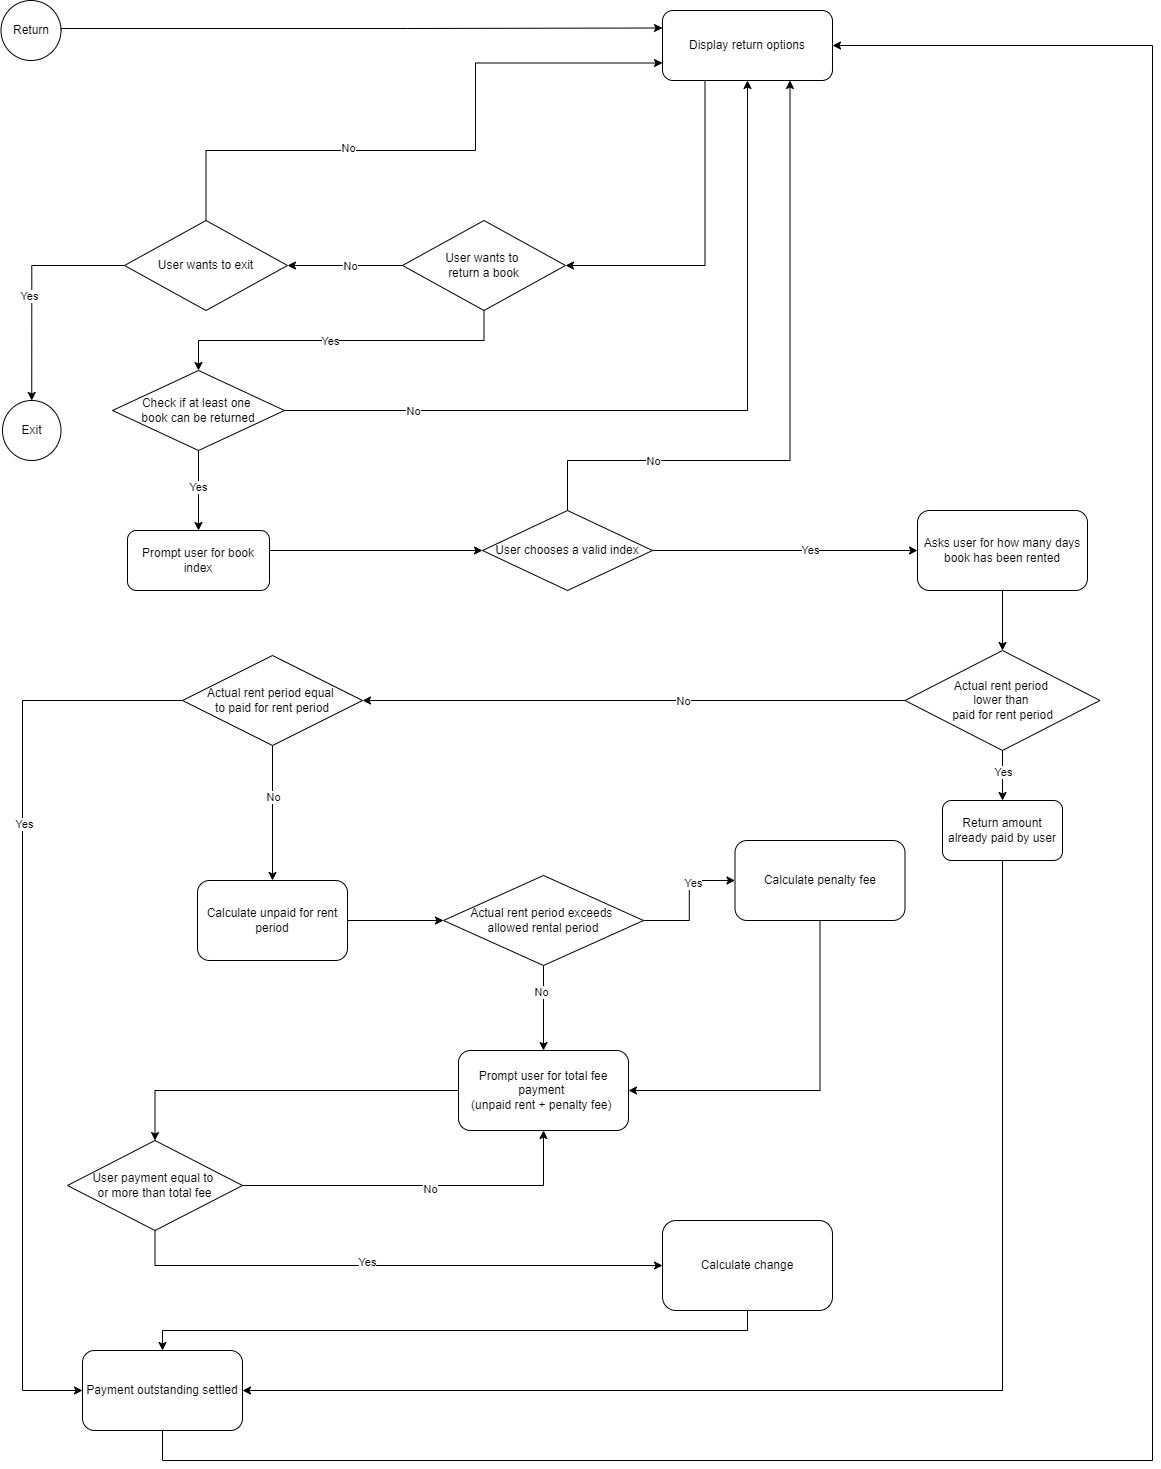 Return
Display return options
No
User wants to exit
No
User wants to
return a book
Yes
Yes
Check if at least one
book can be returned
No
Exit
No
Yes
Prompt user for book
index
User chooses a valid index
Yes
Asks user for how many days
book has been rented
Actual rent period equal
to paid for rent period
No
Actual rent period
lower than
paid for rent period
Yes
No
Yes
Return amount
already paid by user
Calculate unpaid for rent
period
Actual rent period exceeds
allowed rental period
Yes
Calculate penalty fee
No
Prompt user for total fee
payment
(unpaid rent + penalty fee)
User payment equal to
or more than total fee
No
Yes
Calculate change
Payment outstanding settled